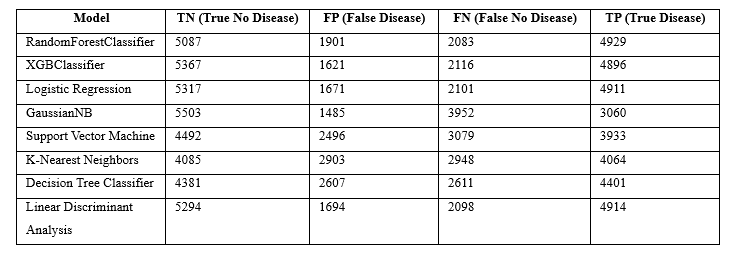 Model TN (True No Disease) FP (False Disease) FN (False No Disease) TP (True Disease)
RandomForestClassifier 5087 1901 2083 4929
XGBClassifier 5367 1621 2116 4896
Logistic Regression 5317 1671 2101 4911
GaussianNB 5503 1485 3952 3060
Support Vector Machine 4492 2496 3079 3933
K-Nearest Neighbors 4085 2903 2948 4064
Decision Tree Classifier 4381 2607 2611 4401
Linear Discriminant 5294 1694 2098 4914
Analysis